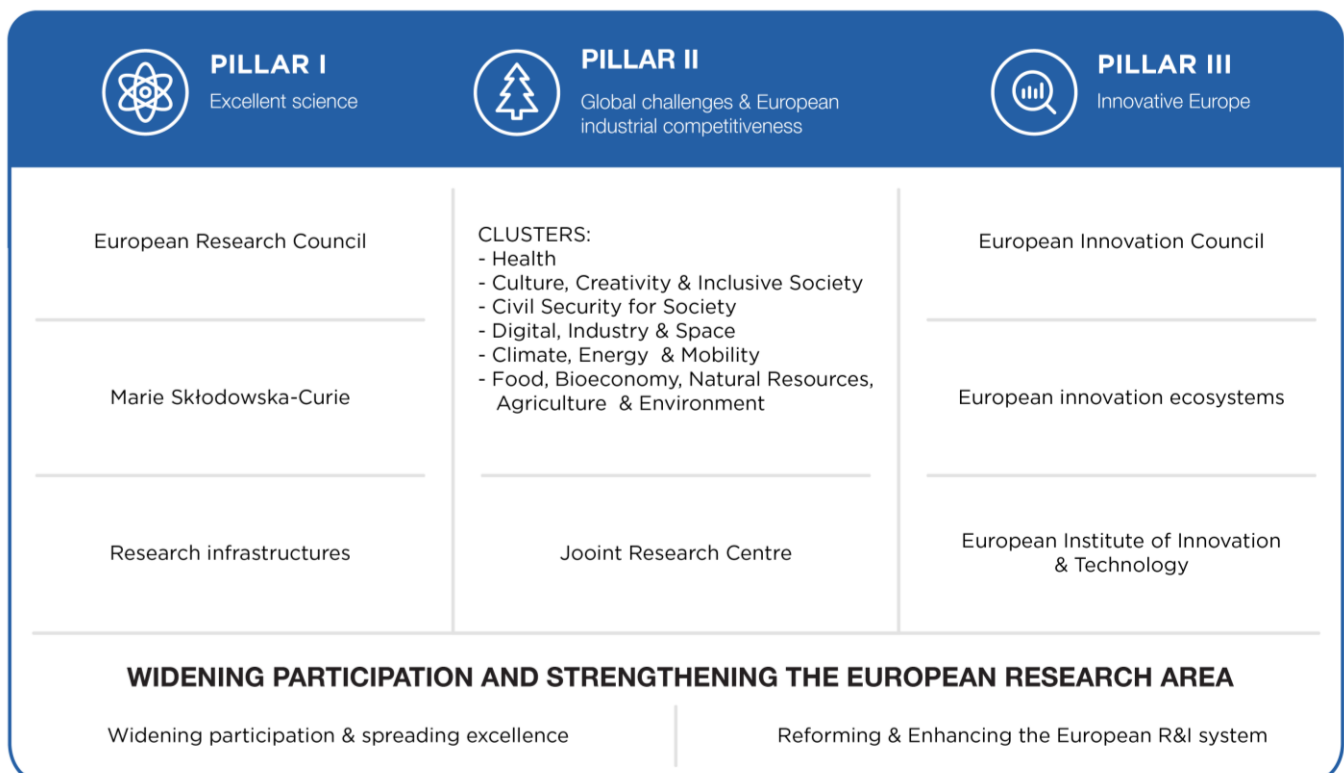 PILLAR I
Excellent science
PILLAR II
Global challenges & European
industrial competitiveness
PILLAR III
Innovative Europe
European Research Council
Marie Skłodowska-Curie
Research infrastructures
CLUSTERS:
- Health
- Culture, Creativity & Inclusive Society
- Civil Security for Society
- Digital, Industry & Space
- Climate, Energy & Mobility
- Food, Bioeconomy, Natural Resources,
Agriculture & Environment
Jooint Research Centre
European Innovation Council
European innovation ecosystems
European Institute of Innovation
& Technology
WIDENING PARTICIPATION AND STRENGTHENING THE EUROPEAN RESEARCH AREA
Widening participation & spreading excellence
Reforming & Enhancing the European R&I system